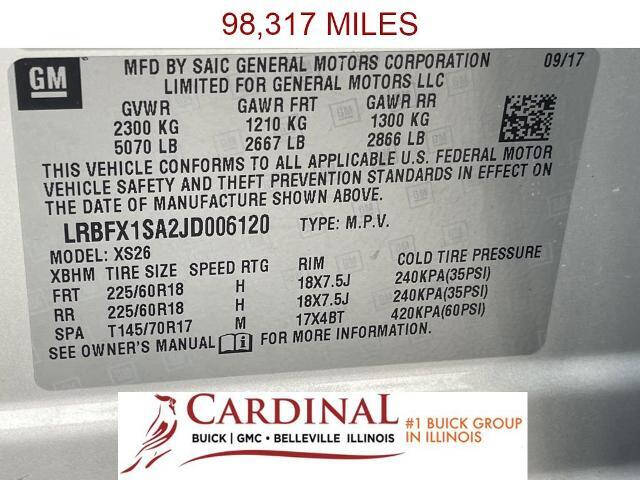 98,317 MILES
GM
MFD BY SAIC GENERAL MOTORS CORPORATION 09/17
LIMITED FOR GENERAL MOTORS LLC
GVWR GAWR FRT GAWR RR
2300 KG 1210 KG 1300 KG
5070 LB 2667 LB 2866 LB
THIS VEHICLE CONFORMS TO ALL APPLICABLE U.S. FEDERAL MOTOR
VEHICLE SAFETY AND THEFT PREVENTION STANDARDS IN EFFECT ON
THE DATE OF MANUFACTURE SHOWN ABOVE.
LRBFX1SA2JD006120 TYPE: M.P.V.
MODEL: XS26
XBHM TIRE SIZE SPEED RTG RIM COLD TIRE PRESSURE
FRT 225/60R18 H 18X7.5J 240KPA(35PSI)
RR 225/60R18 H 18X7.5J 240KPA(35PSI)
SPA T145/70R17 M 17X4BT 420KPA(60PSI)
SEE OWNER'S MANUAL FOR MORE INFORMATION.
CARDINAL
BUICK | GMC • BELLEVILLE ILLINOIS
#1 BUICK GROUP
IN ILLINOIS